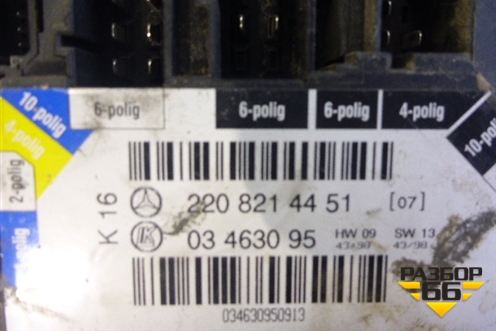 10-polig
4-polig
2-polig
6-polig
6-polig
6-polig
4-polig
10-polig
K 16
220 821 44 51 [07]
03 4630 95
HW 09
43/98
SW 13
43/98
034630950913
РАЗБОР
66